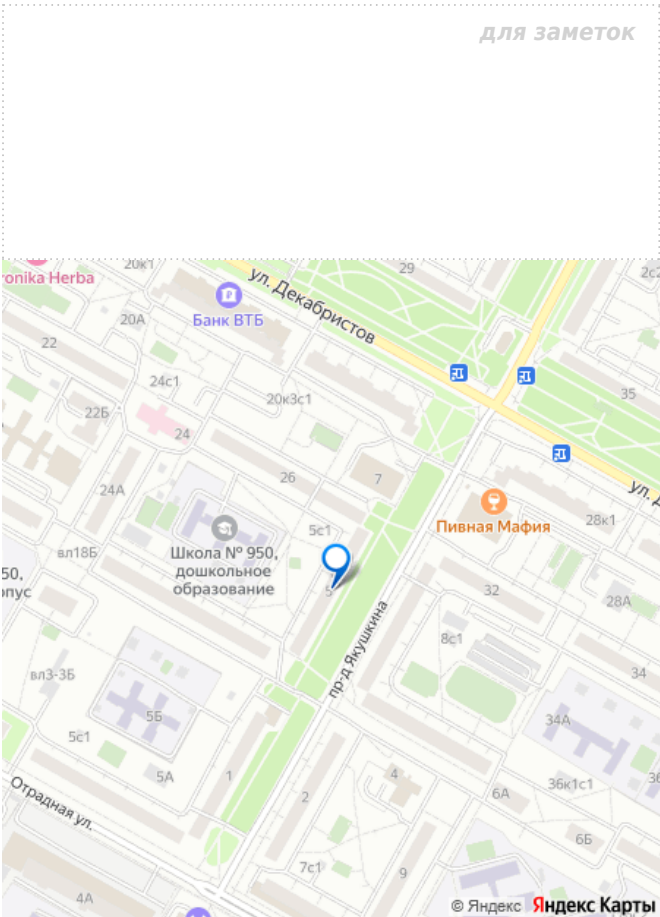 для заметок
ronika Herba
20к1
29
2с2
ул. Декабристов
Банк ВТБ
20А
22
24с1
20к3с1
35
22Б
24
26
7
24А
Пивная Мафия
28к1
ул. Д
5с1
Школа № 950,
дошкольное
образование
вл18Б
50,
опус
5
32
28А
пр-д Якушкина
8с1
34
вл3-3Б
5Б
34А
5с1
5А
1
4
36к1с1
36
2
6А
Отрадная ул.
6Б
7с1
9
4А
© Яндекс Яндекс Карты